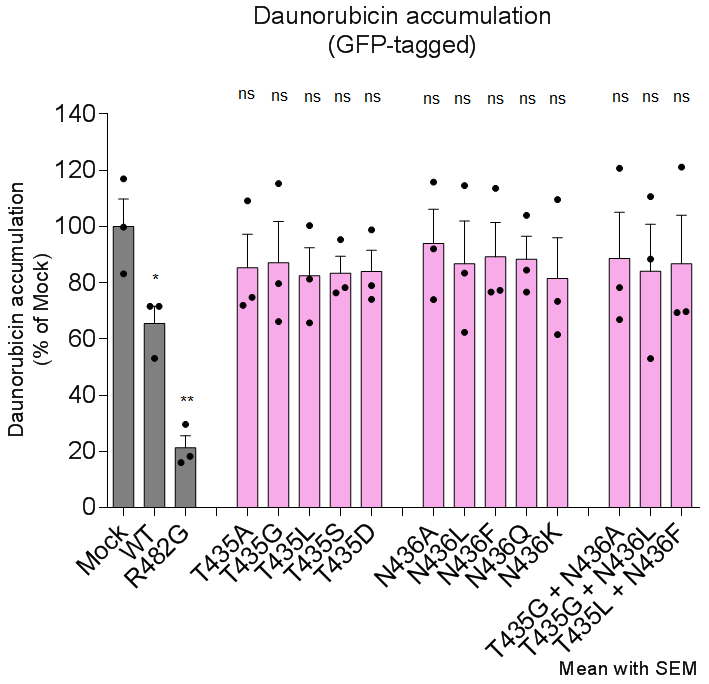 Daunorubicin accumulation
(GFP-tagged)
ns ns ns ns ns ns ns ns ns ns ns ns ns
140
120
100
80
60
40
20
0
Daunorubicin accumulation
(% of Mock)
*
**
Mock
WT
R482G
T435A
T435G
T435L
T435S
T435D
N436A
N436L
N436F
N436Q
N436K
T435G + N436A
T435G + N436L
T435L + N436F
Mean with SEM